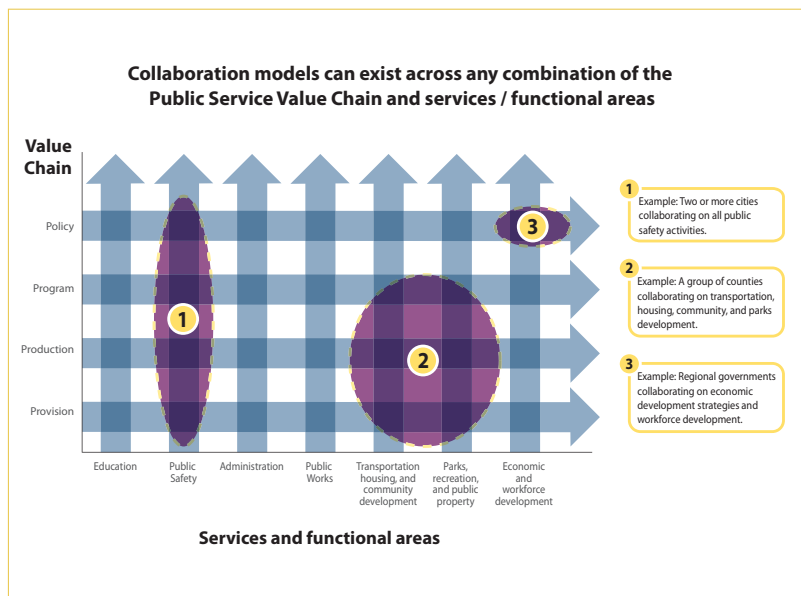 Collaboration models can exist across any combination of the
Public Service Value Chain and services / functional areas
Value
Chain
Policy
Program
Production
Provision
1
2
3
Education
Public
Safety
Administration
Public
Works
Transportation
housing, and
community
development
Parks,
recreation,
and public
property
Economic
and
workforce
development
Services and functional areas
1
Example: Two or more cities
collaborating on all public
safety activities.
2
Example: A group of counties
collaborating on transportation,
housing, community, and parks
development.
3
Example: Regional governments
collaborating on economic
development strategies and
workforce development.